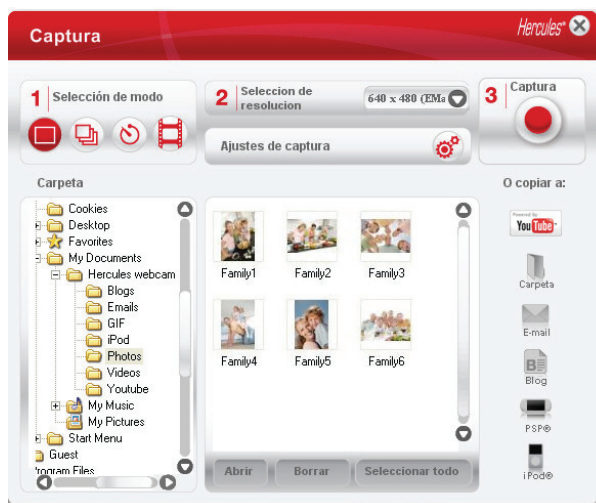 Captura
Hercules®
1 Selección de modo
2 Seleccion de
resolucion
640 x 480 (EMa
3 Captura
Ajustes de captura
Carpeta
O copiar a:
Cookies
Desktop
Favorites
My Documents
Hercules webcam
Blogs
Emails
GIF
iPod
Photos
Videos
Youtube
My Music
My Pictures
Start Menu
Guest
Program Files
Family1
Family2
Family3
Family4
Family5
Family6
Abrir
Borrar
Seleccionar todo
Powered by
YouTube
Carpeta
E-mail
Blog
PSP®
iPod®